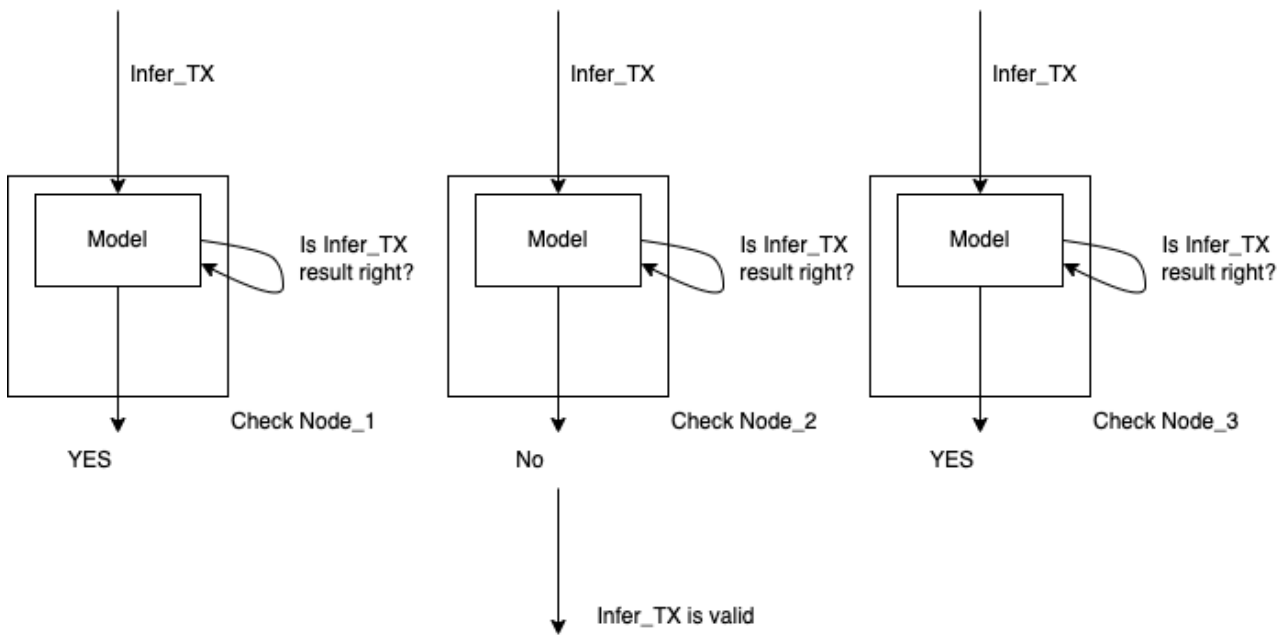 Infer_TX
Infer_TX
Infer_TX
Model
Is Infer_TX
result right?
Model
Is Infer_TX
result right?
Model
Is Infer_TX
result right?
Check Node_1
Check Node_2
Check Node_3
YES
No
YES
Infer_TX is valid